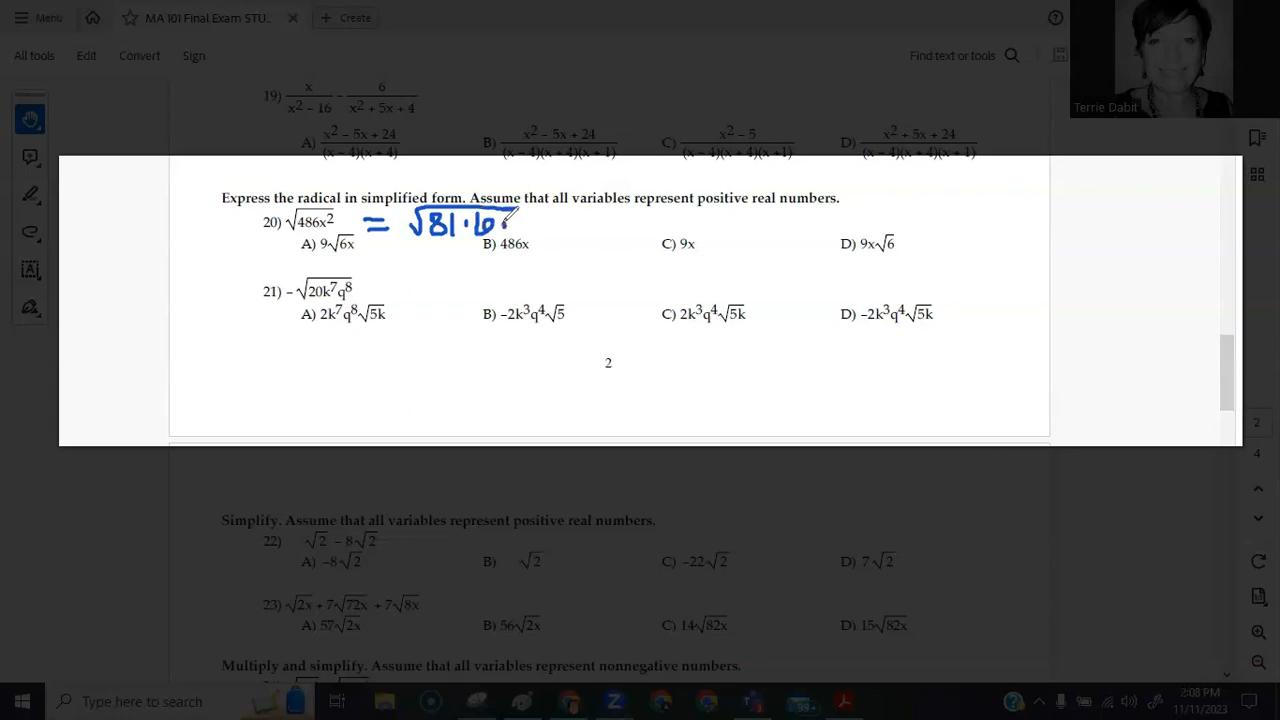 Menu
MA 101 Final Exam STU...
Create
All tools
Edit
Convert
Sign
Find text or tools
Terrie Dabit
19) x/(x² − 16) − 6/(x² + 5x + 4)
A) (x² − 5x + 24)/((x − 4)(x + 4)) B) (x² − 5x + 24)/((x − 4)(x + 4)(x + 1)) C) (x² − 5)/((x − 4)(x + 4)(x + 1)) D) (x² + 5x + 24)/((x − 4)(x + 4)(x + 1))
Express the radical in simplified form. Assume that all variables represent positive real numbers.
20) √(486x²) = √(81·6·
A) 9√(6x) B) 486x C) 9x D) 9x√6
21) −√(20k⁷q⁸)
A) 2k⁷q⁸√(5k) B) −2k³q⁴√5 C) 2k³q⁴√(5k) D) −2k³q⁴√(5k)
2
Simplify. Assume that all variables represent positive real numbers.
22) √2 − 8√2
A) −8√2 B) √2 C) −22√2 D) 7√2
23) √(2x) + 7√(72x) + 7√(8x)
A) 57√(2x) B) 56√(2x) C) 14√(82x) D) 15√(82x)
Multiply and simplify. Assume that all variables represent nonnegative numbers.
2
4
Type here to search
99+
2:08 PM
11/11/2023